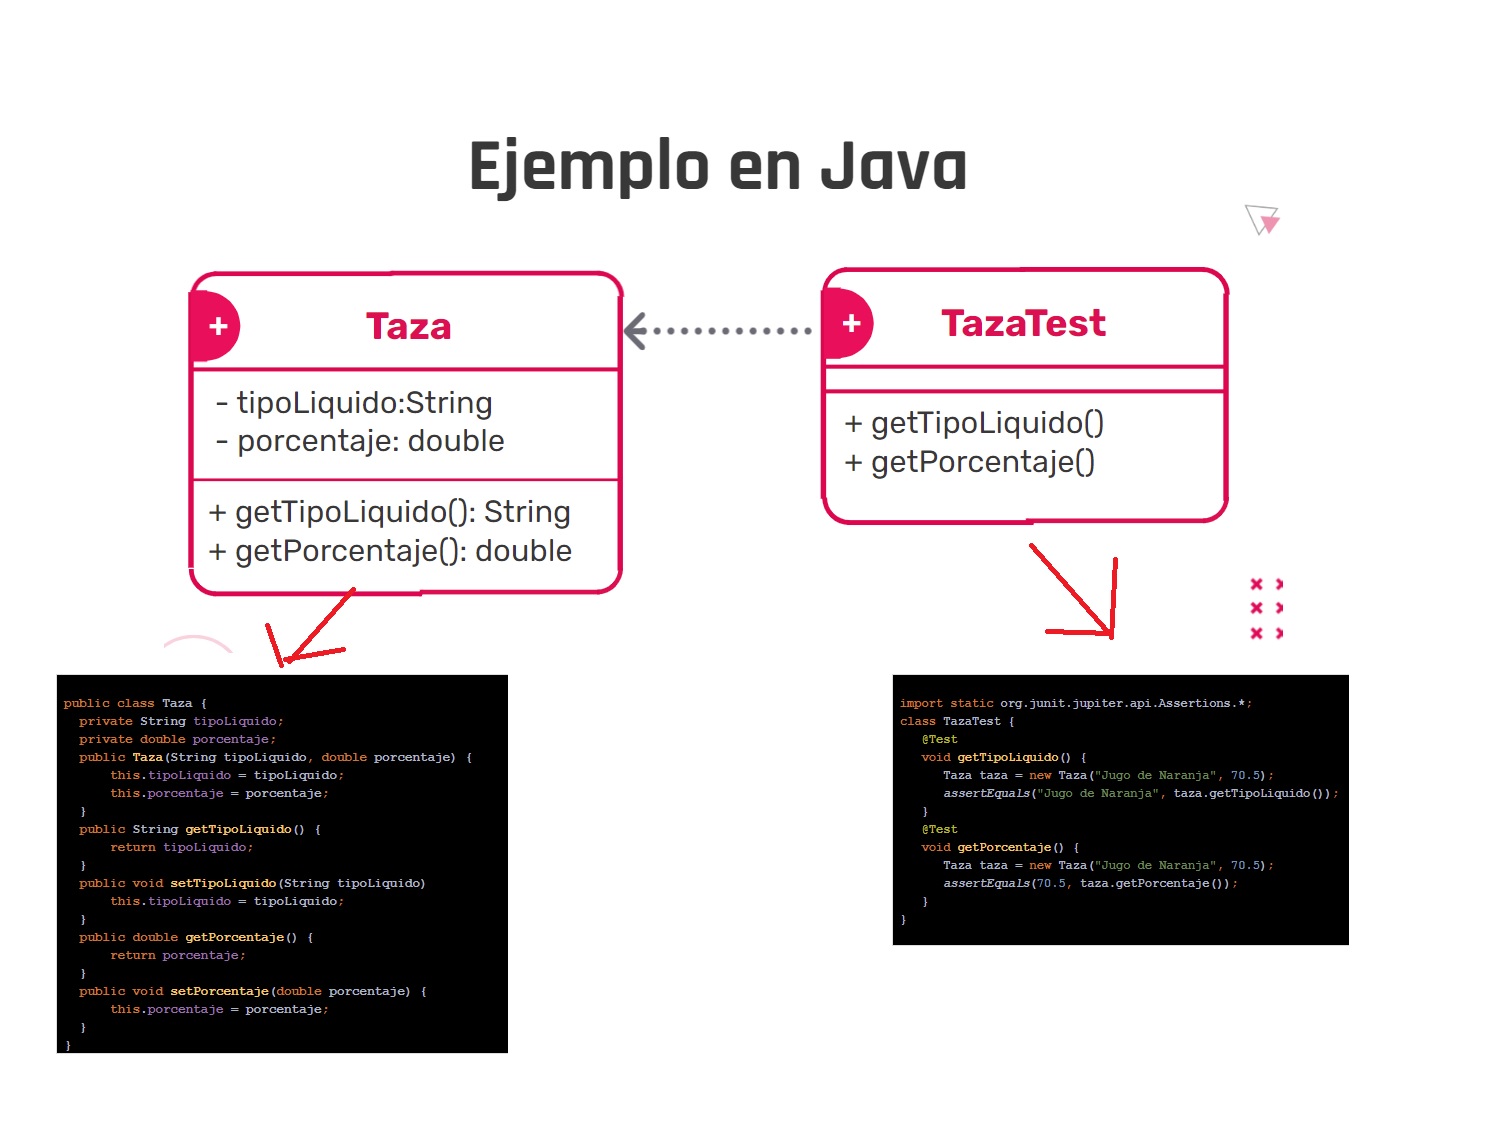 Ejemplo en Java
+ Taza
- tipoLiquido:String
- porcentaje: double
+ getTipoLiquido(): String
+ getPorcentaje(): double
+ TazaTest
+ getTipoLiquido()
+ getPorcentaje()
public class Taza {
private String tipoLiquido;
private double porcentaje;
public Taza(String tipoLiquido, double porcentaje) {
this.tipoLiquido = tipoLiquido;
this.porcentaje = porcentaje;
}
public String getTipoLiquido() {
return tipoLiquido;
}
public void setTipoLiquido(String tipoLiquido)
this.tipoLiquido = tipoLiquido;
}
public double getPorcentaje() {
return porcentaje;
}
public void setPorcentaje(double porcentaje) {
this.porcentaje = porcentaje;
}
}
import static org.junit.jupiter.api.Assertions.*;
class TazaTest {
@Test
void getTipoLiquido() {
Taza taza = new Taza("Jugo de Naranja", 70.5);
assertEquals("Jugo de Naranja", taza.getTipoLiquido());
}
@Test
void getPorcentaje() {
Taza taza = new Taza("Jugo de Naranja", 70.5);
assertEquals(70.5, taza.getPorcentaje());
}
}